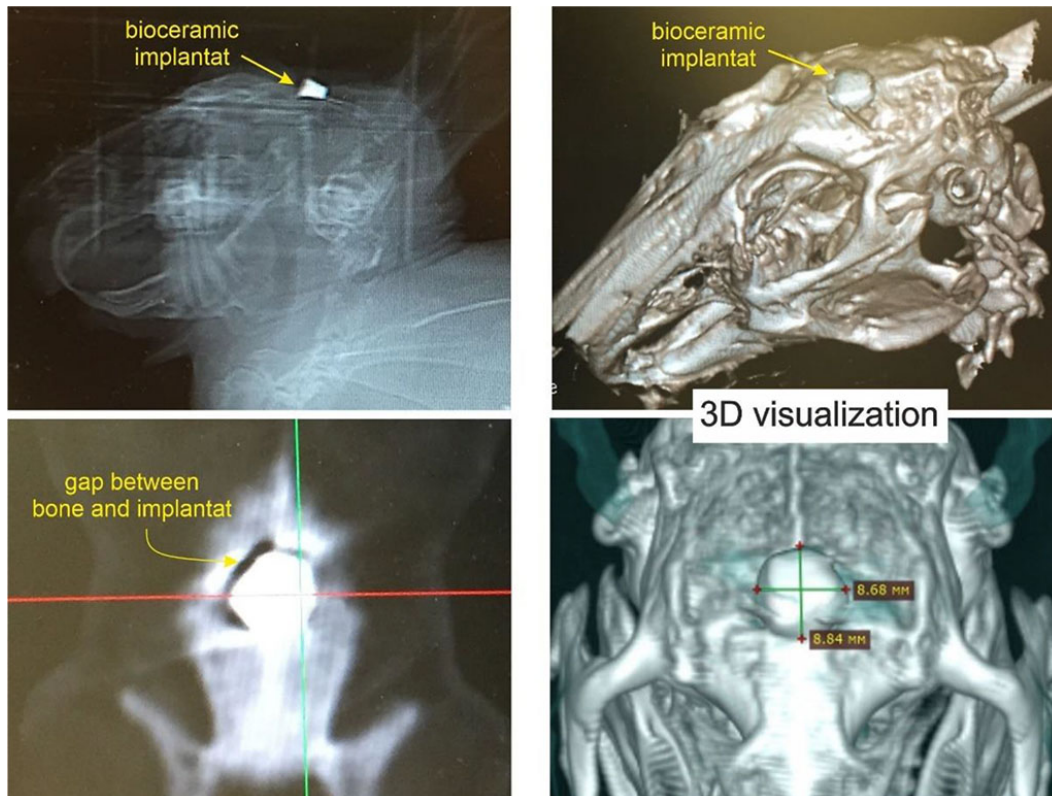 bioceramic
implantat
bioceramic
implantat
3D visualization
gap between
bone and implantat
8.68 мм
8.84 мм